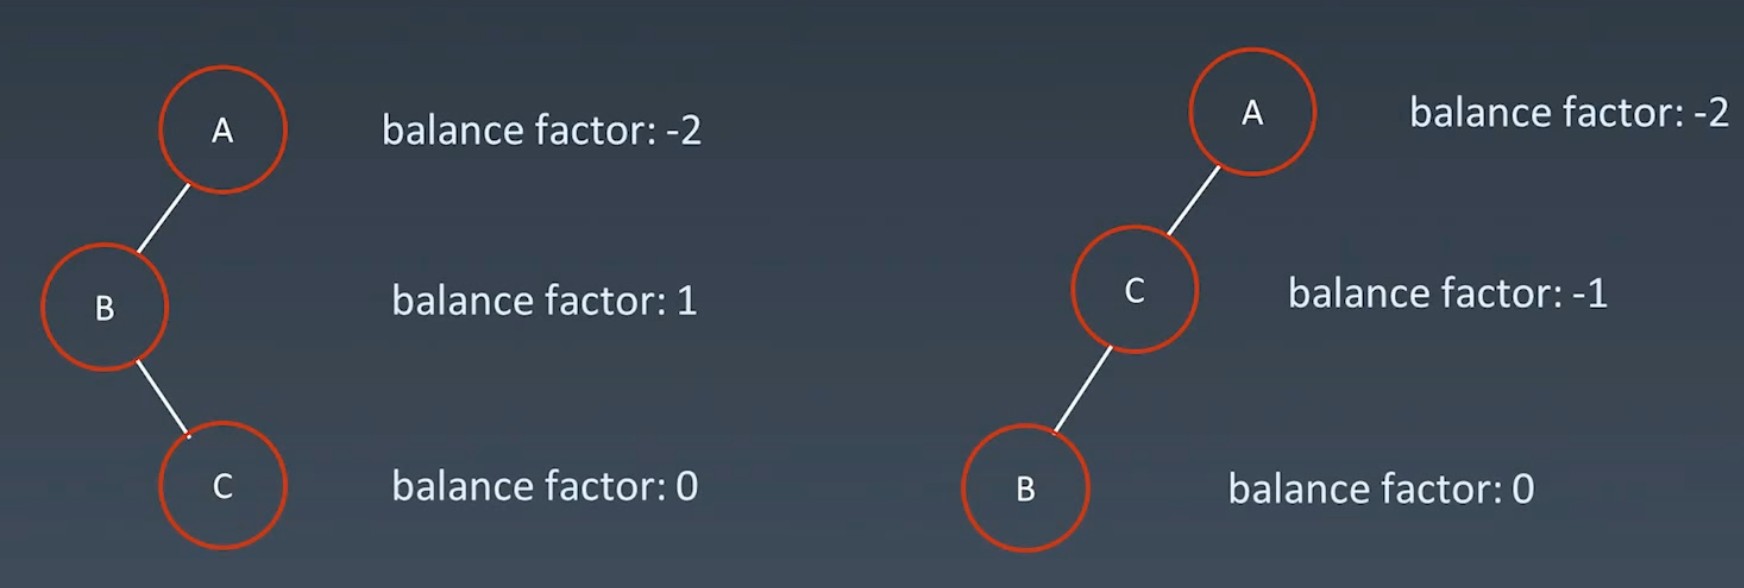 A balance factor: -2
B balance factor: 1
C balance factor: 0
A balance factor: -2
C balance factor: -1
B balance factor: 0